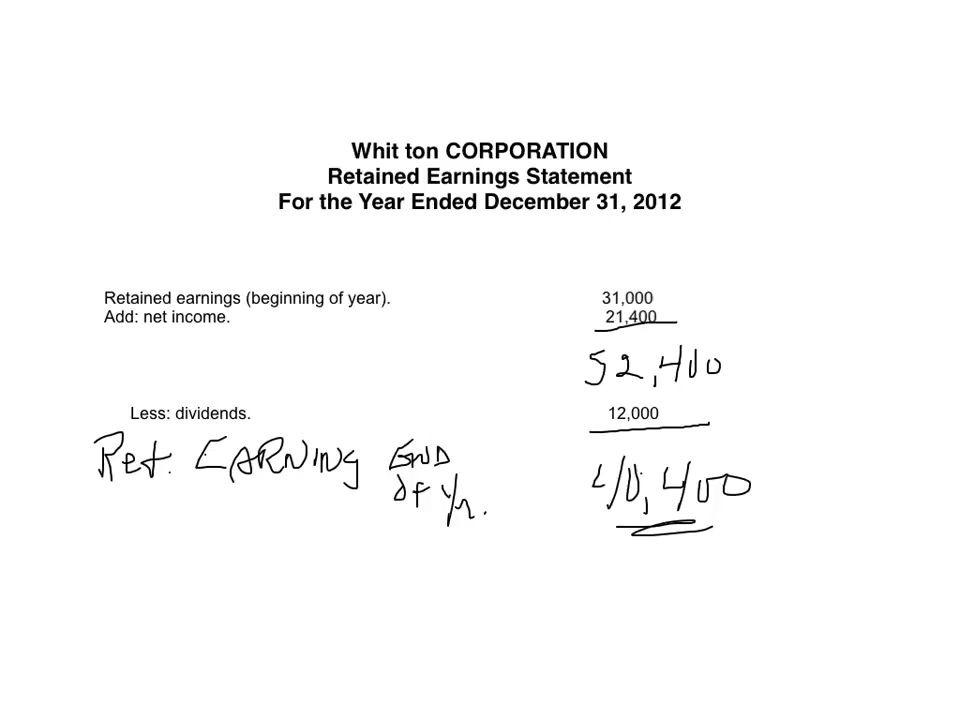 Whit ton CORPORATION
Retained Earnings Statement
For the Year Ended December 31, 2012
Retained earnings (beginning of year). 31,000
Add: net income. 21,400
52,400
Less: dividends. 12,000
Ret. EARNING END 40,400
of yr.